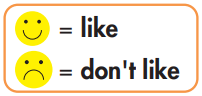 = like
= don't like